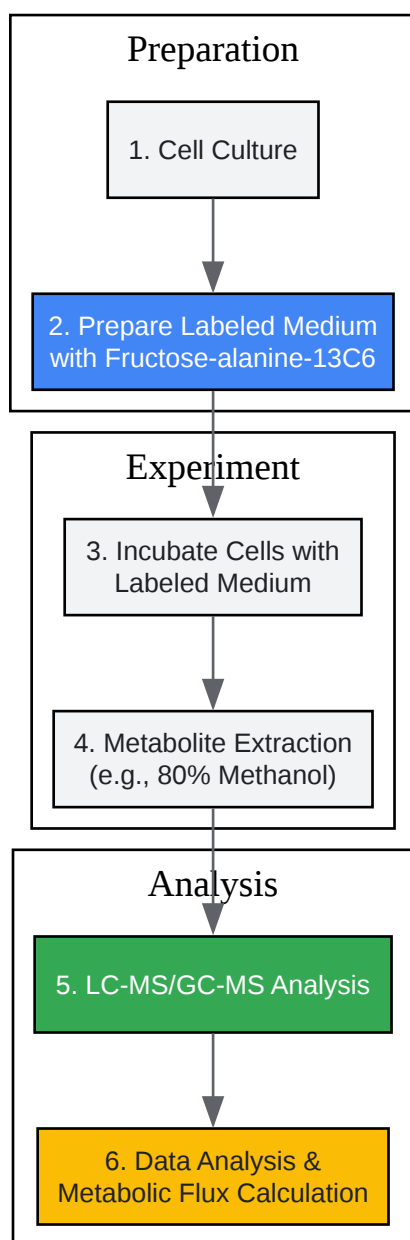 Preparation
1. Cell Culture
2. Prepare Labeled Medium
with Fructose-alanine-13C6
Experiment
3. Incubate Cells with
Labeled Medium
4. Metabolite Extraction
(e.g., 80% Methanol)
Analysis
5. LC-MS/GC-MS Analysis
6. Data Analysis &
Metabolic Flux Calculation